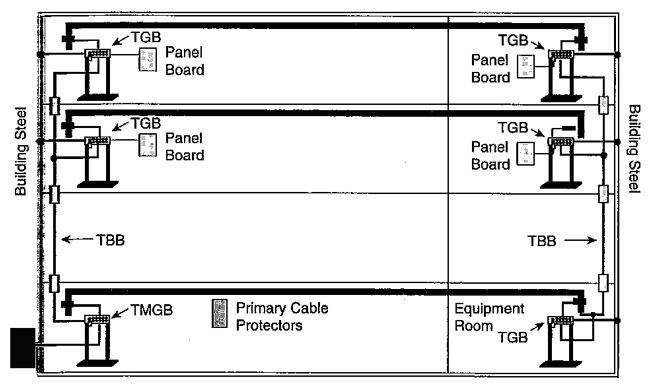 TGB
Panel
Board
TGB
Panel
Board
TGB
Panel
Board
TGB
Panel
Board
Building Steel
Building Steel
TBB
TBB
TMGB
Primary Cable
Protectors
Equipment
Room
TGB